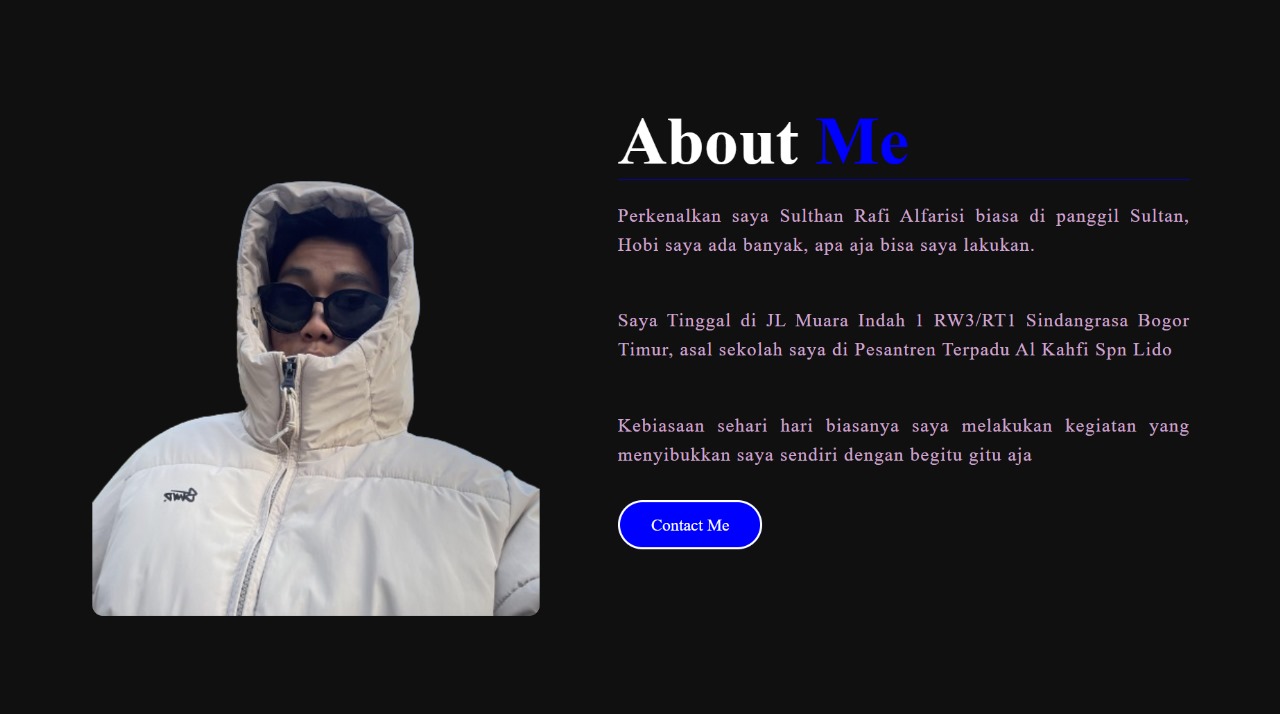 About Me
Perkenalkan saya Sulthan Rafi Alfarisi biasa di panggil Sultan,
Hobi saya ada banyak, apa aja bisa saya lakukan.
Saya Tinggal di JL Muara Indah 1 RW3/RT1 Sindangrasa Bogor
Timur, asal sekolah saya di Pesantren Terpadu Al Kahfi Spn Lido
Kebiasaan sehari hari biasanya saya melakukan kegiatan yang
menyibukkan saya sendiri dengan begitu gitu aja
Contact Me